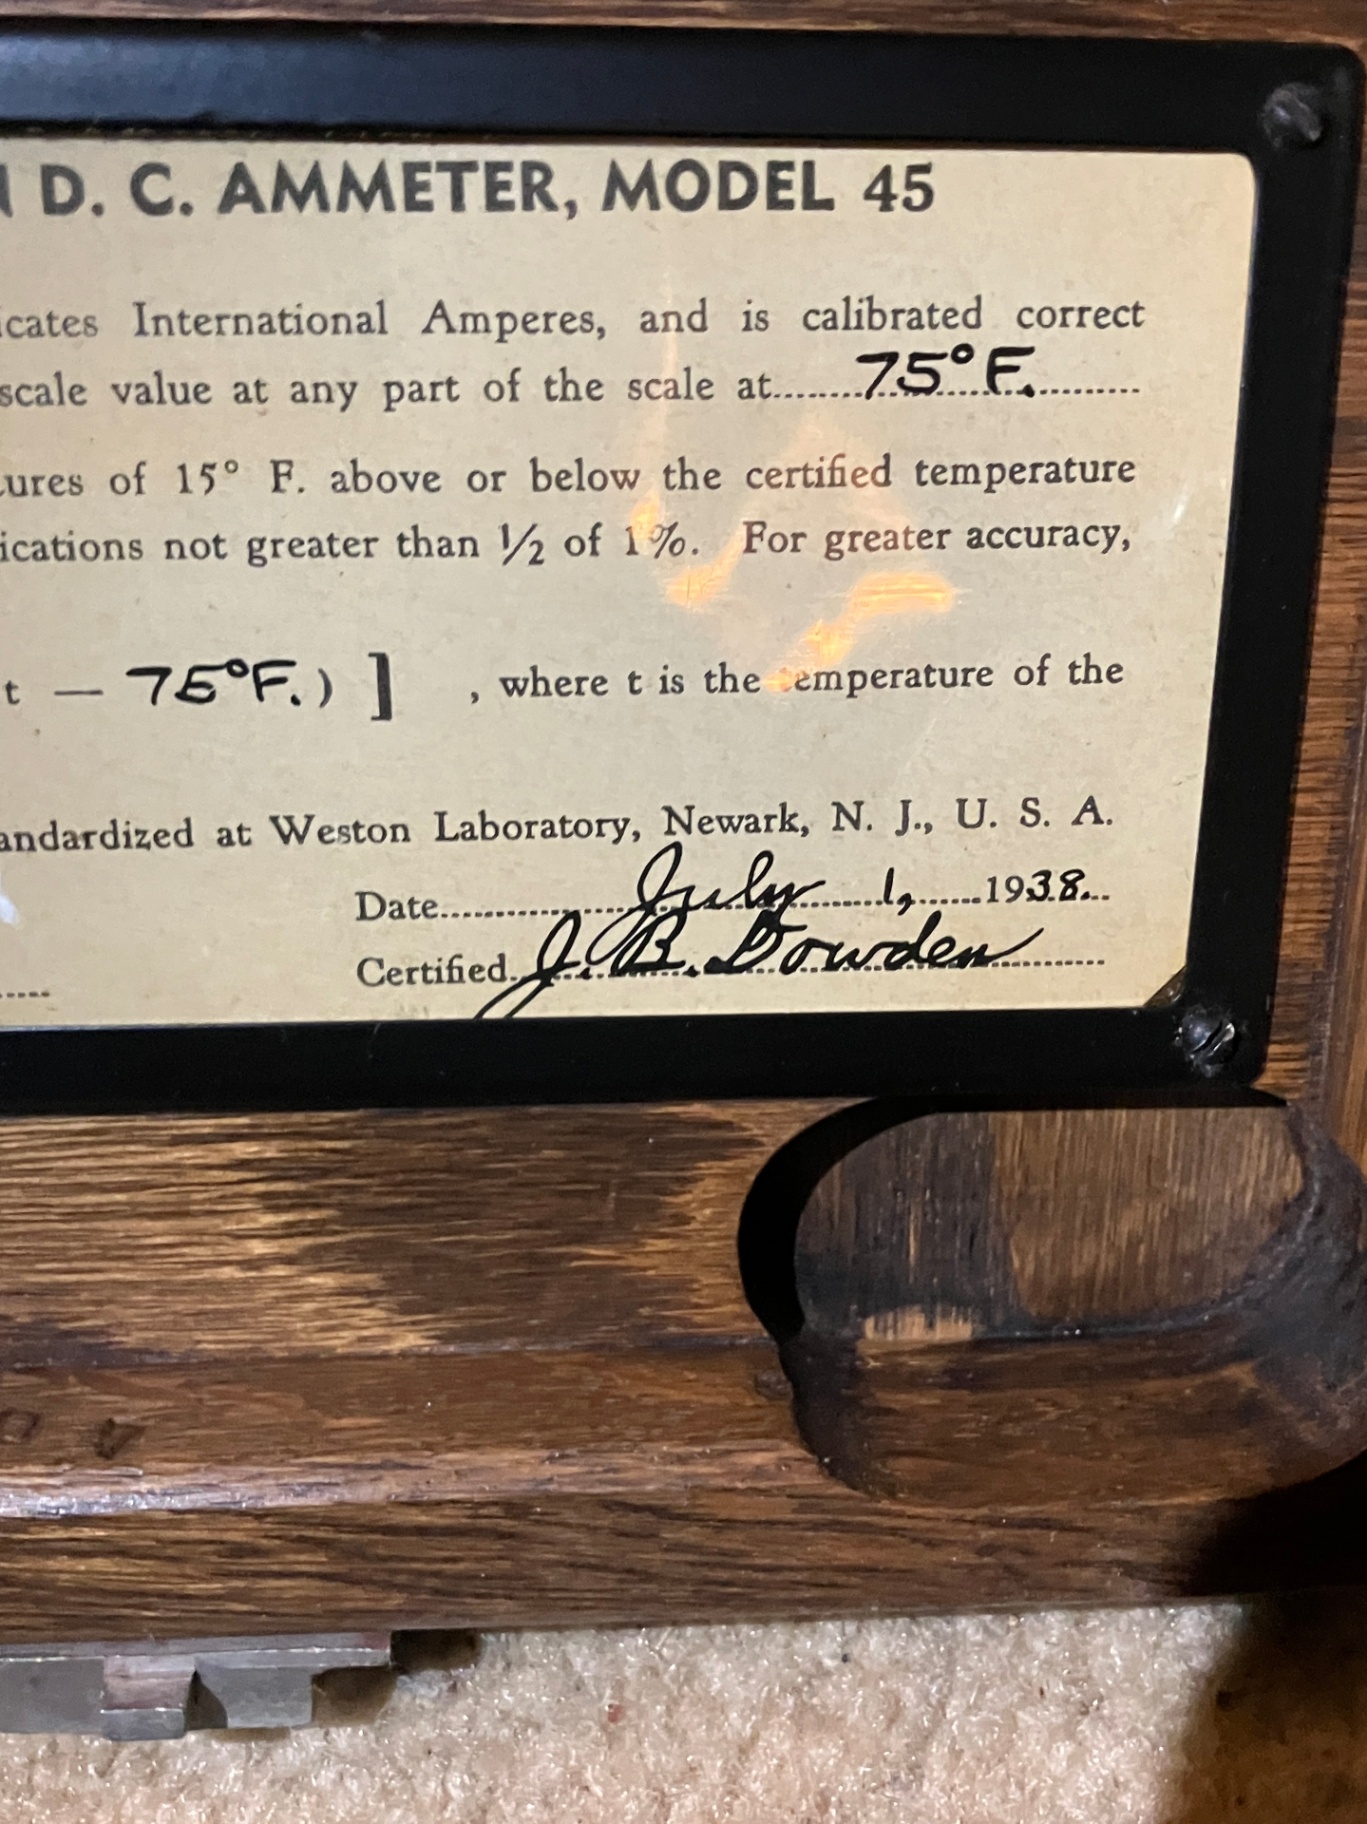 D. C. AMMETER, MODEL 45
icates International Amperes, and is calibrated correct
scale value at any part of the scale at........75°F.............
ures of 15° F. above or below the certified temperature
ications not greater than ½ of 1%. For greater accuracy,
t — 75°F.) ] , where t is the temperature of the
andardized at Weston Laboratory, Newark, N. J., U. S. A.
Date.................July........1,.......1938...
Certified..J. B. Dowden.............